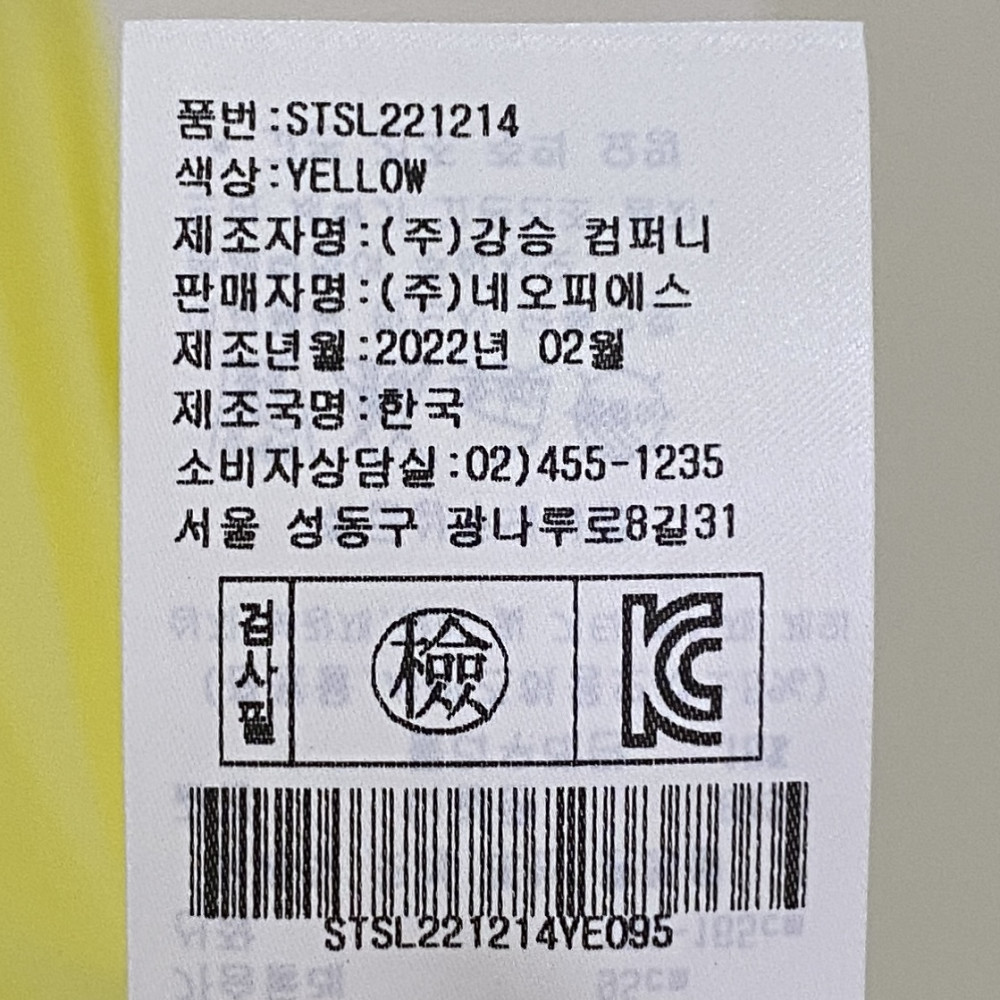 품번:STSL221214
색상:YELLOW
제조자명:(주)강승 컴퍼니
판매자명:(주)네오피에스
제조년월:2022년 02월
제조국명:한국
소비자상담실:02)455-1235
서울 성동구 광나루로8길31
검사필
檢
KC
STSL221214YE095